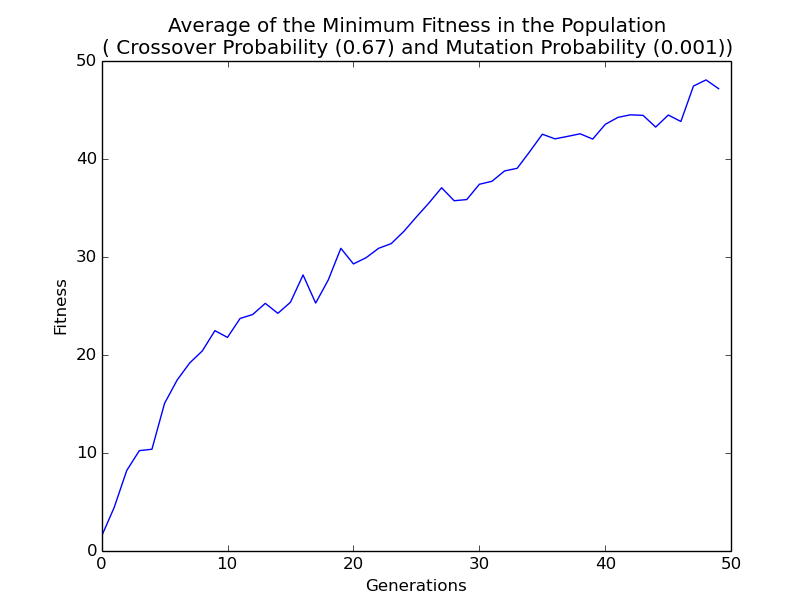 Average of the Minimum Fitness in the Population
( Crossover Probability (0.67) and Mutation Probability (0.001))
50
40
30
20
10
0
Fitness
0 10 20 30 40 50
Generations